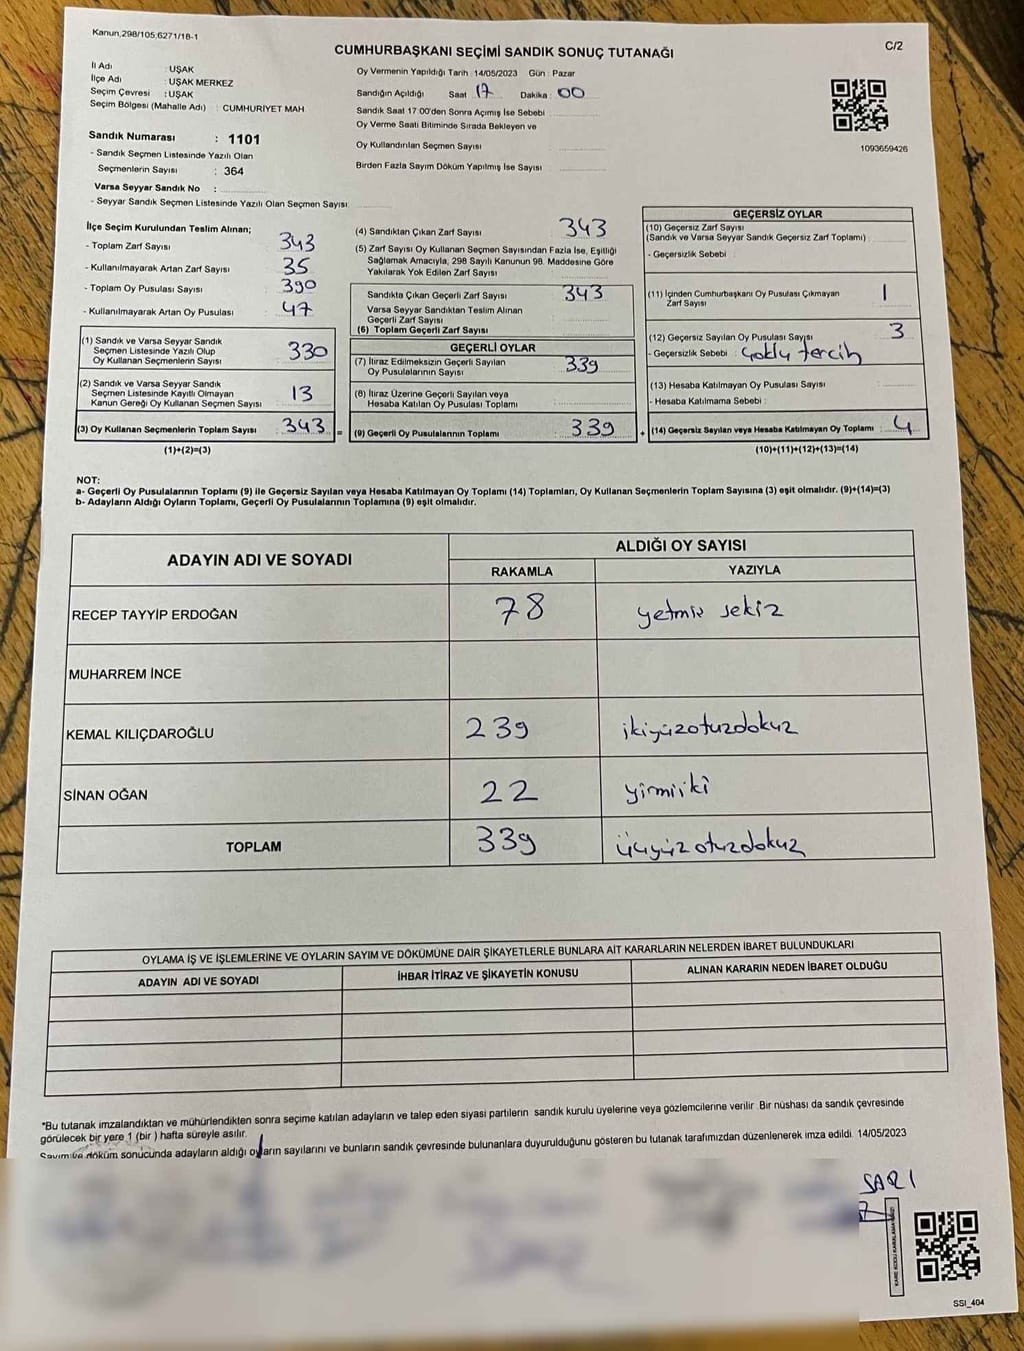 Kanun,298/105,6271/18-1
C/2
CUMHURBAŞKANI SEÇİMİ SANDIK SONUÇ TUTANAĞI
İl Adı : UŞAK
İlçe Adı : UŞAK MERKEZ
Seçim Çevresi : UŞAK
Seçim Bölgesi (Mahalle Adı) : CUMHURİYET MAH.
Sandık Numarası : 1101
- Sandık Seçmen Listesinde Yazılı Olan
Seçmenlerin Sayısı : 364
Varsa Seyyar Sandık No :
- Seyyar Sandık Seçmen Listesinde Yazılı Olan Seçmen Sayısı:
Oy Vermenin Yapıldığı Tarih : 14/05/2023 Gün : Pazar
Sandığın Açıldığı Saat : 17 Dakika : 00
Sandık Saat 17:00'den Sonra Açımış İse Sebebi :
Oy Verme Saati Bitiminde Sırada Bekleyen ve
Oy Kullandırılan Seçmen Sayısı :
Birden Fazla Sayım Döküm Yapılmış İse Sayısı :
1093659426
İlçe Seçim Kurulundan Teslim Alınan;
- Toplam Zarf Sayısı 343
- Kullanılmayarak Artan Zarf Sayısı 35
- Toplam Oy Pusulası Sayısı 390
- Kullanılmayarak Artan Oy Pusulası 47
(1) Sandık ve Varsa Seyyar Sandık
Seçmen Listesinde Yazılı Olup
Oy Kullanan Seçmenlerin Sayısı 330
(2) Sandık ve Varsa Seyyar Sandık
Seçmen Listesinde Kayıtlı Olmayan
Kanun Gereği Oy Kullanan Seçmen Sayısı 13
(3) Oy Kullanan Seçmenlerin Toplam Sayısı 343 =
(1)+(2)=(3)
(4) Sandıktan Çıkan Zarf Sayısı 343
(5) Zarf Sayısı Oy Kullanan Seçmen Sayısından Fazla İse, Eşitliği
Sağlamak Amacıyla, 298 Sayılı Kanunun 98. Maddesine Göre
Yakılarak Yok Edilen Zarf Sayısı
Sandıkta Çıkan Geçerli Zarf Sayısı 343
Varsa Seyyar Sandıktan Teslim Alınan
Geçerli Zarf Sayısı
(6) Toplam Geçerli Zarf Sayısı
GEÇERLİ OYLAR
(7) İtiraz Edilmeksizin Geçerli Sayılan
Oy Pusulalarının Sayısı 339
(8) İtiraz Üzerine Geçerli Sayılan veya
Hesaba Katılan Oy Pusulası Toplamı
(9) Geçerli Oy Pusulalarının Toplamı 339 +
GEÇERSİZ OYLAR
(10) Geçersiz Zarf Sayısı
(Sandık ve Varsa Seyyar Sandık Geçersiz Zarf Toplamı) :
- Geçersizlik Sebebi :
(11) İçinden Cumhurbaşkanı Oy Pusulası Çıkmayan
Zarf Sayısı 1
(12) Geçersiz Sayılan Oy Pusulası Sayısı 3
- Geçersizlik Sebebi : çoklu tercih
(13) Hesaba Katılmayan Oy Pusulası Sayısı
- Hesaba Katılmama Sebebi :
(14) Geçersiz Sayılan veya Hesaba Katılmayan Oy Toplamı : 4
(10)+(11)+(12)+(13)=(14)
NOT:
a- Geçerli Oy Pusulalarının Toplamı (9) ile Geçersiz Sayılan veya Hesaba Katılmayan Oy Toplamı (14) Toplamları, Oy Kullanan Seçmenlerin Toplam Sayısına (3) eşit olmalıdır. (9)+(14)=(3)
b- Adayların Aldığı Oyların Toplamı, Geçerli Oy Pusulalarının Toplamına (9) eşit olmalıdır.
ADAYIN ADI VE SOYADI ALDIĞI OY SAYISI
RAKAMLA YAZIYLA
RECEP TAYYİP ERDOĞAN 78 yetmiş sekiz
MUHARREM İNCE
KEMAL KILIÇDAROĞLU 239 ikiyüzotuzdokuz
SİNAN OĞAN 22 yirmiiki
TOPLAM 339 üçyüzotuzdokuz
OYLAMA İŞ VE İŞLEMLERİNE VE OYLARIN SAYIM VE DÖKÜMÜNE DAİR ŞİKAYETLERLE BUNLARA AİT KARARLARIN NELERDEN İBARET BULUNDUKLARI
ADAYIN ADI VE SOYADI İHBAR İTİRAZ VE ŞİKAYETİN KONUSU ALINAN KARARIN NEDEN İBARET OLDUĞU
*Bu tutanak imzalandıktan ve mühürlendikten sonra seçime katılan adayların ve talep eden siyasi partilerin sandık kurulu üyelerine veya gözlemcilerine verilir. Bir nüshası da sandık çevresinde
görülecek bir yere 1 (bir ) hafta süreyle asılır.
Sayım ve döküm sonucunda adayların aldığı oyların sayılarını ve bunların sandık çevresinde bulunanlara duyurulduğunu gösteren bu tutanak tarafımızdan düzenlenerek imza edildi. 14/05/2023
SARI
SSI_404